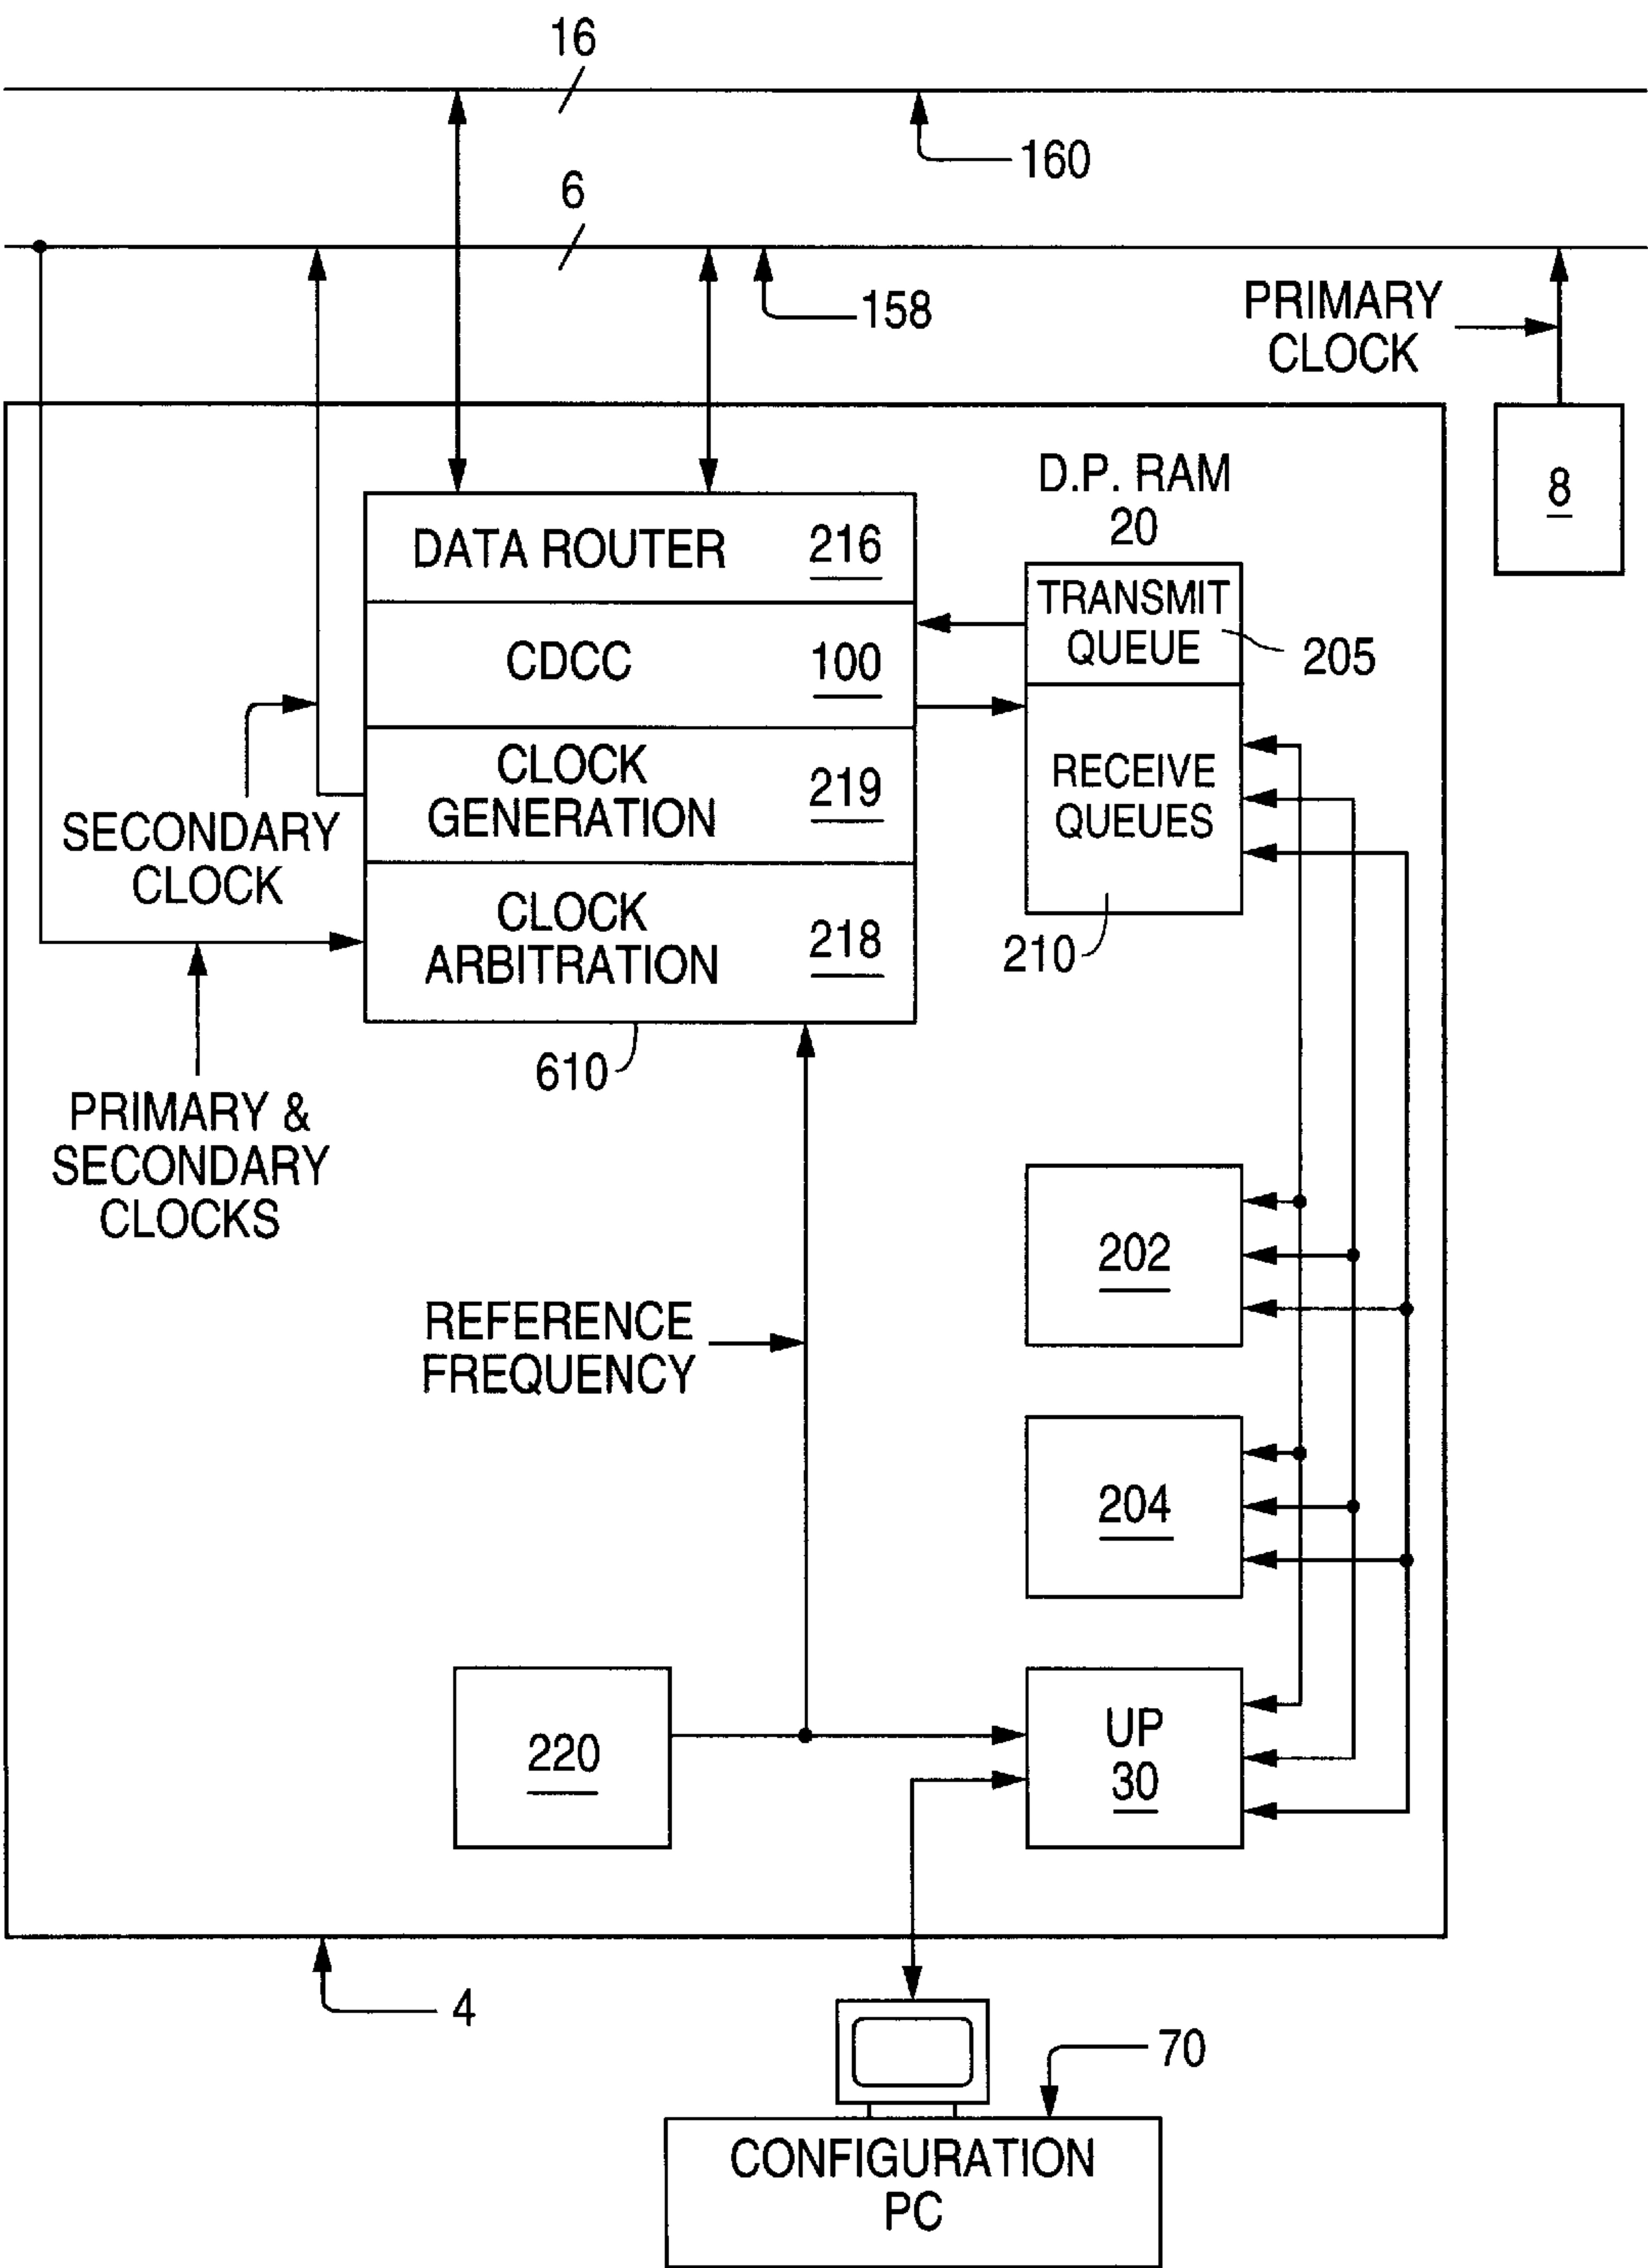 16
160
6
158
PRIMARY
CLOCK
8
D.P. RAM
20
DATA ROUTER 216
TRANSMIT
QUEUE
205
CDCC 100
CLOCK
GENERATION
219
RECEIVE
QUEUES
SECONDARY
CLOCK
CLOCK
ARBITRATION
218
210
610
PRIMARY &
SECONDARY
CLOCKS
202
REFERENCE
FREQUENCY
204
220
UP
30
4
70
CONFIGURATION
PC